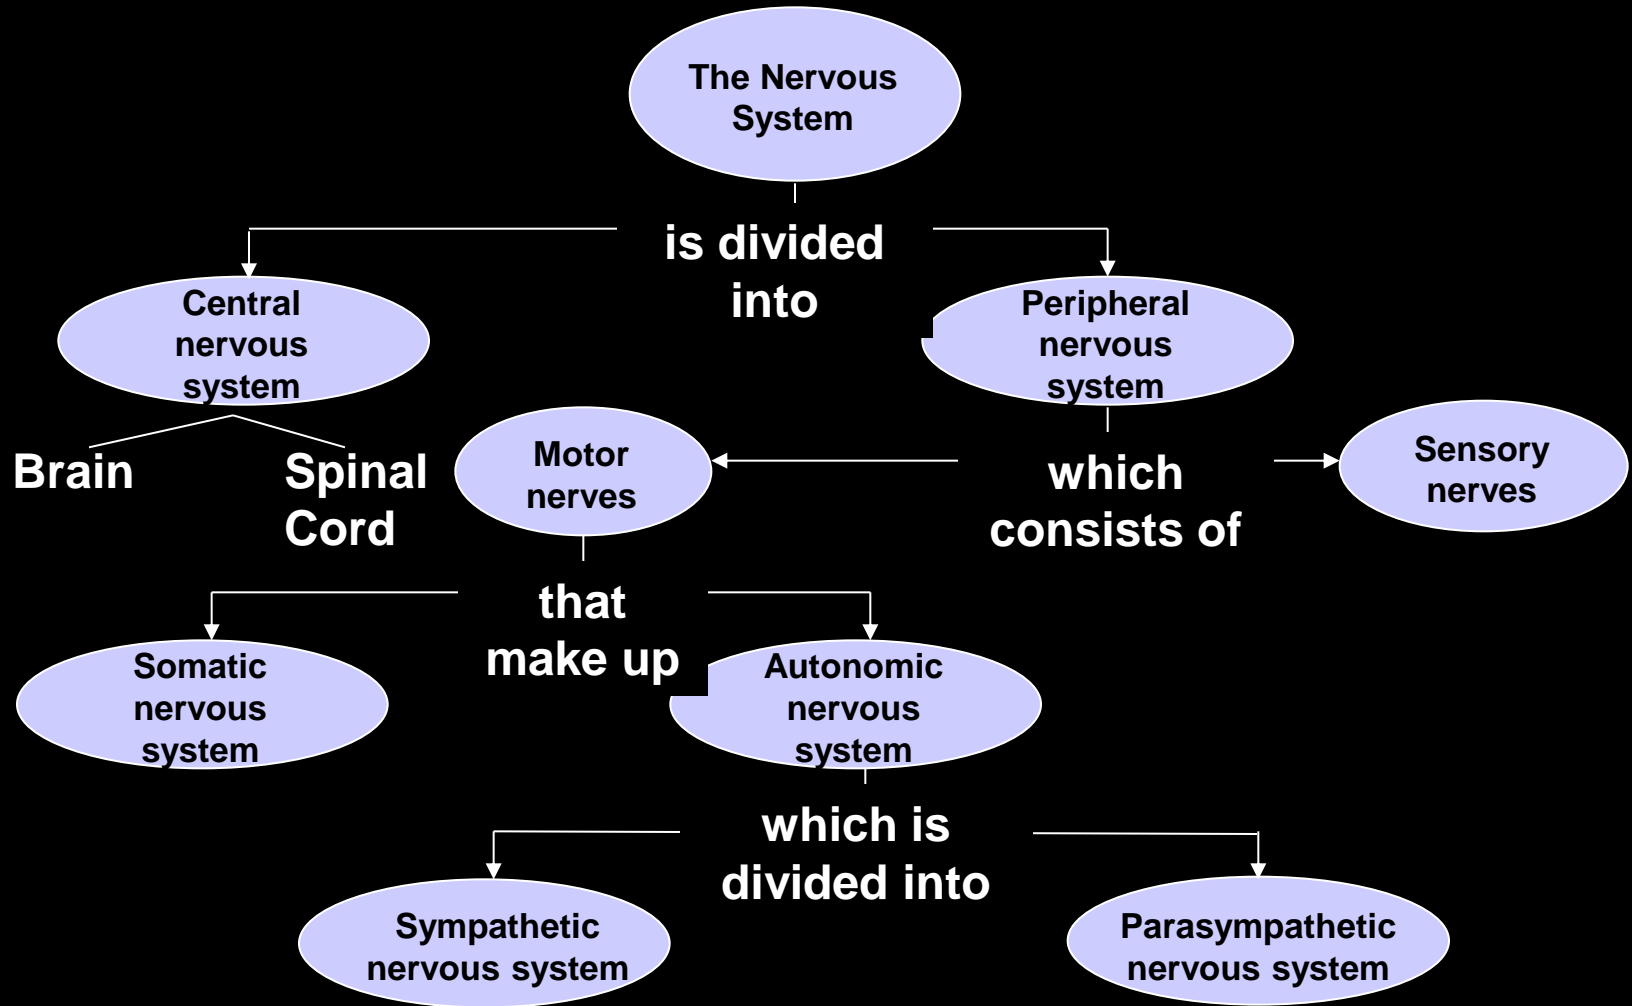 The Nervous
System
is divided
into
Central
nervous
system
Peripheral
nervous
system
Brain
Spinal
Cord
Motor
nerves
which
consists of
Sensory
nerves
that
make up
Somatic
nervous
system
Autonomic
nervous
system
which is
divided into
Sympathetic
nervous system
Parasympathetic
nervous system